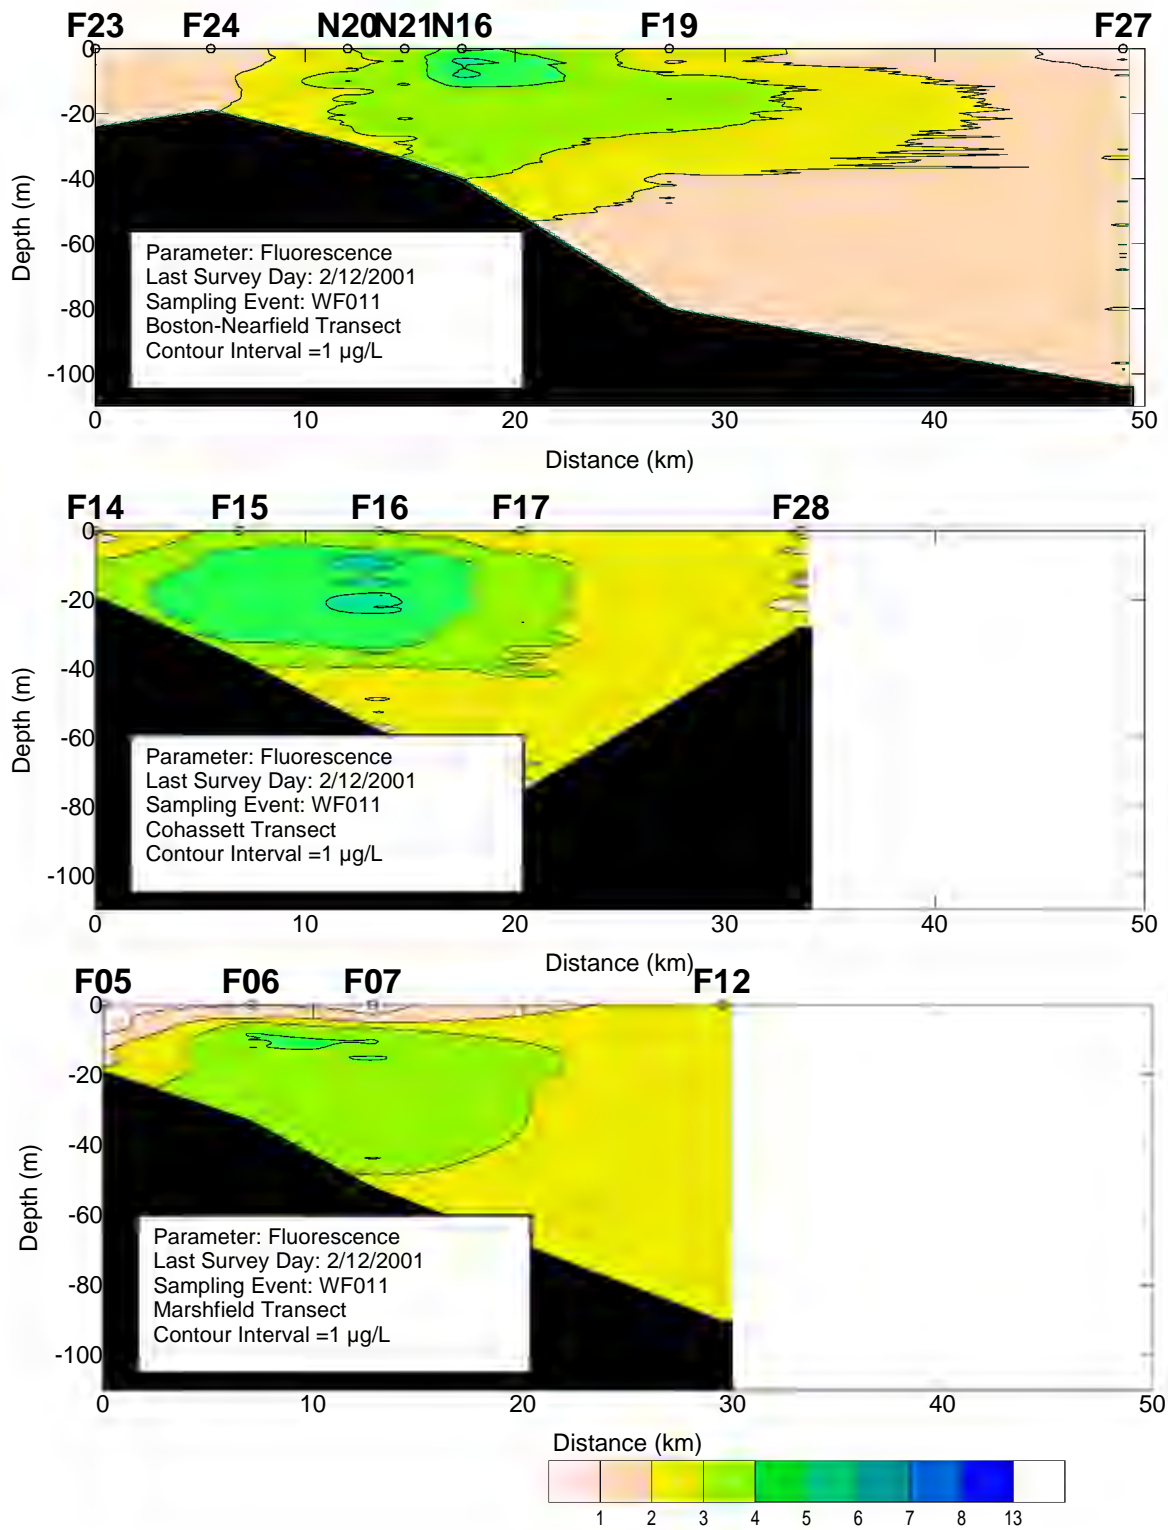 F23 F24 N20 N21 N16 F19 F27
0
-20
-40
-60
-80
-100
Depth (m)
Parameter: Fluorescence
Last Survey Day: 2/12/2001
Sampling Event: WF011
Boston-Nearfield Transect
Contour Interval =1 µg/L
0 10 20 30 40 50
Distance (km)
F14 F15 F16 F17 F28
0
-20
-40
-60
-80
-100
Depth (m)
Parameter: Fluorescence
Last Survey Day: 2/12/2001
Sampling Event: WF011
Cohassett Transect
Contour Interval =1 µg/L
0 10 20 30 40 50
Distance (km)
F05 F06 F07 F12
0
-20
-40
-60
-80
-100
Depth (m)
Parameter: Fluorescence
Last Survey Day: 2/12/2001
Sampling Event: WF011
Marshfield Transect
Contour Interval =1 µg/L
0 10 20 30 40 50
Distance (km)
1 2 3 4 5 6 7 8 13